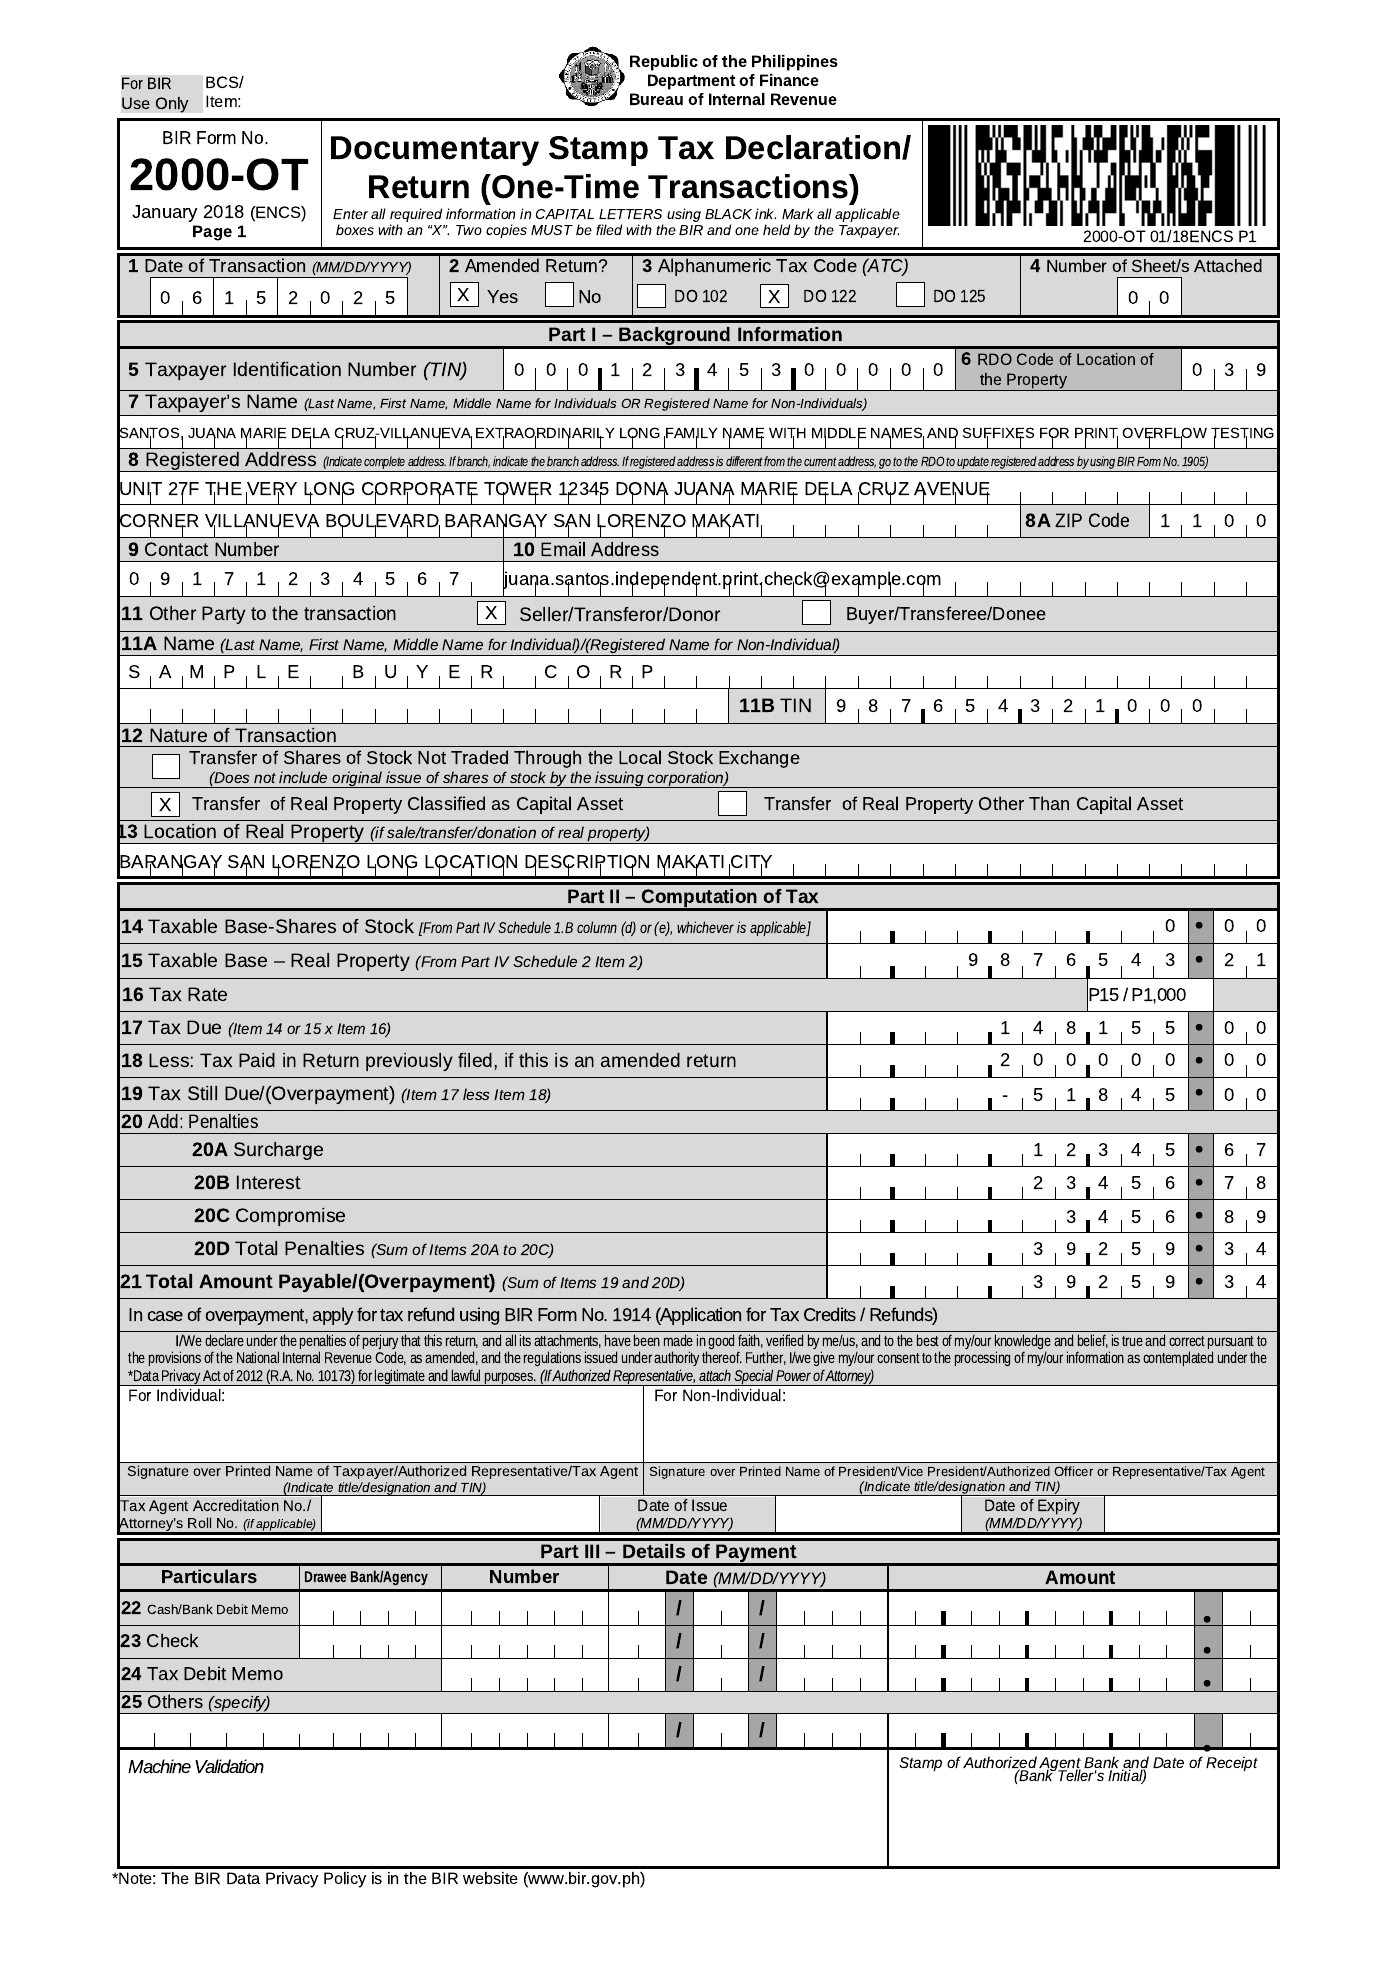 Republic of the Philippines
For BIR BCS/ Department of Finance
Use Only Item: Bureau of Internal Revenue
BIR Form No.
2000-OT
January 2018 (ENCS)
Page 1
Documentary Stamp Tax Declaration/
Return (One-Time Transactions)
Enter all required information in CAPITAL LETTERS using BLACK ink. Mark all applicable
boxes with an “X”. Two copies MUST be filed with the BIR and one held by the Taxpayer.
2000-OT 01/18ENCS P1
1 Date of Transaction (MM/DD/YYYY) 2 Amended Return? 3 Alphanumeric Tax Code (ATC) 4 Number of Sheet/s Attached
0 6 1 5 2 0 2 5 X Yes No DO 102 X DO 122 DO 125 0 0
Part I – Background Information
5 Taxpayer Identification Number (TIN) 0 0 0 1 2 3 4 5 3 0 0 0 0 0 6 RDO Code of Location of the Property 0 3 9
7 Taxpayer’s Name (Last Name, First Name, Middle Name for Individuals OR Registered Name for Non-Individuals)
SANTOS, JUANA MARIE DELA CRUZ-VILLANUEVA EXTRAORDINARILY LONG FAMILY NAME WITH MIDDLE NAMES AND SUFFIXES FOR PRINT OVERFLOW TESTING
8 Registered Address (Indicate complete address. If branch, indicate the branch address. If registered address is different from the current address, go to the RDO to update registered address by using BIR Form No. 1905)
UNIT 27F THE VERY LONG CORPORATE TOWER 12345 DONA JUANA MARIE DELA CRUZ AVENUE
CORNER VILLANUEVA BOULEVARD BARANGAY SAN LORENZO MAKATI 8A ZIP Code 1 1 0 0
9 Contact Number 10 Email Address
0 9 1 7 1 2 3 4 5 6 7 juana.santos.independent.print.check@example.com
11 Other Party to the transaction X Seller/Transferor/Donor Buyer/Transferee/Donee
11A Name (Last Name, First Name, Middle Name for Individual)/(Registered Name for Non-Individual)
S A M P L E B U Y E R C O R P
11B TIN 9 8 7 6 5 4 3 2 1 0 0 0
12 Nature of Transaction
Transfer of Shares of Stock Not Traded Through the Local Stock Exchange
(Does not include original issue of shares of stock by the issuing corporation)
X Transfer of Real Property Classified as Capital Asset Transfer of Real Property Other Than Capital Asset
13 Location of Real Property (if sale/transfer/donation of real property)
BARANGAY SAN LORENZO LONG LOCATION DESCRIPTION MAKATI CITY
Part II – Computation of Tax
14 Taxable Base-Shares of Stock [From Part IV Schedule 1.B column (d) or (e), whichever is applicable] 0 • 0 0
15 Taxable Base – Real Property (From Part IV Schedule 2 Item 2) 9 8 7 6 5 4 3 • 2 1
16 Tax Rate P15 / P1,000
17 Tax Due (Item 14 or 15 x Item 16) 1 4 8 1 5 5 • 0 0
18 Less: Tax Paid in Return previously filed, if this is an amended return 2 0 0 0 0 0 • 0 0
19 Tax Still Due/(Overpayment) (Item 17 less Item 18) - 5 1 8 4 5 • 0 0
20 Add: Penalties
20A Surcharge 1 2 3 4 5 • 6 7
20B Interest 2 3 4 5 6 • 7 8
20C Compromise 3 4 5 6 • 8 9
20D Total Penalties (Sum of Items 20A to 20C) 3 9 2 5 9 • 3 4
21 Total Amount Payable/(Overpayment) (Sum of Items 19 and 20D) 3 9 2 5 9 • 3 4
In case of overpayment, apply for tax refund using BIR Form No. 1914 (Application for Tax Credits / Refunds)
I/We declare under the penalties of perjury that this return, and all its attachments, have been made in good faith, verified by me/us, and to the best of my/our knowledge and belief, is true and correct pursuant to
the provisions of the National Internal Revenue Code, as amended, and the regulations issued under authority thereof. Further, I/we give my/our consent to the processing of my/our information as contemplated under the
*Data Privacy Act of 2012 (R.A. No. 10173) for legitimate and lawful purposes. (If Authorized Representative, attach Special Power of Attorney)
For Individual: For Non-Individual:
Signature over Printed Name of Taxpayer/Authorized Representative/Tax Agent Signature over Printed Name of President/Vice President/Authorized Officer or Representative/Tax Agent
(Indicate title/designation and TIN) (Indicate title/designation and TIN)
Tax Agent Accreditation No./ Date of Issue Date of Expiry
Attorney’s Roll No. (if applicable) (MM/DD/YYYY) (MM/DD/YYYY)
Part III – Details of Payment
Particulars Drawee Bank/Agency Number Date (MM/DD/YYYY) Amount
22 Cash/Bank Debit Memo / / .
23 Check / / .
24 Tax Debit Memo / / .
25 Others (specify)
/ / .
Machine Validation Stamp of Authorized Agent Bank and Date of Receipt
(Bank Teller’s Initial)
*Note: The BIR Data Privacy Policy is in the BIR website (www.bir.gov.ph)